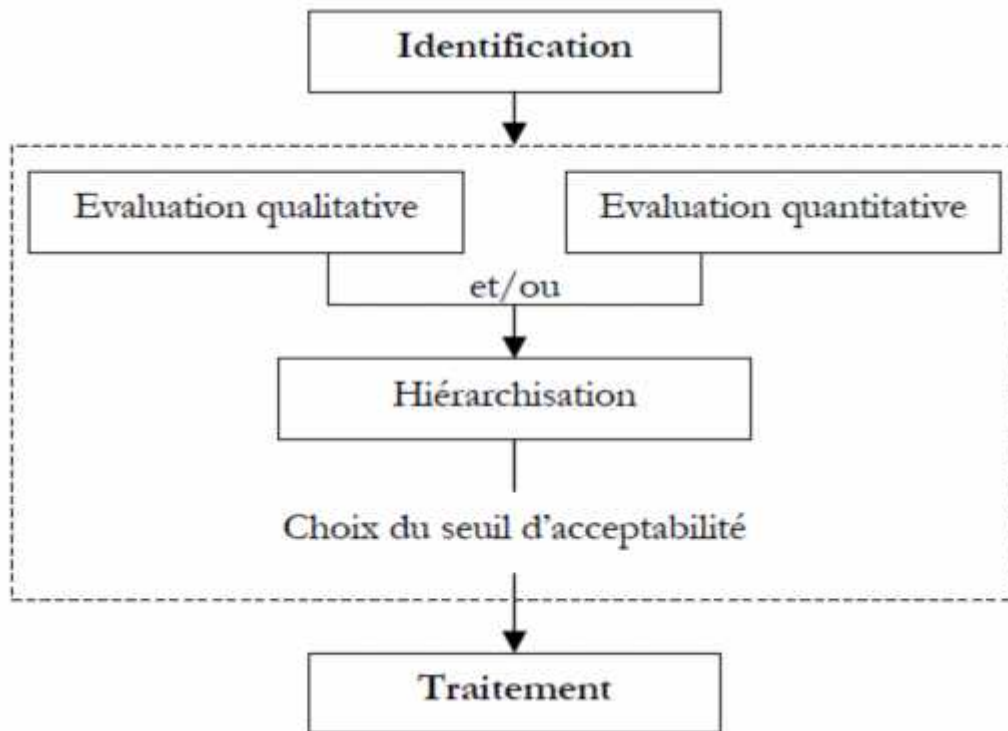 Identification
Evaluation qualitative
Evaluation quantitative
et/ou
Hiérarchisation
Choix du seuil d'acceptabilité
Traitement